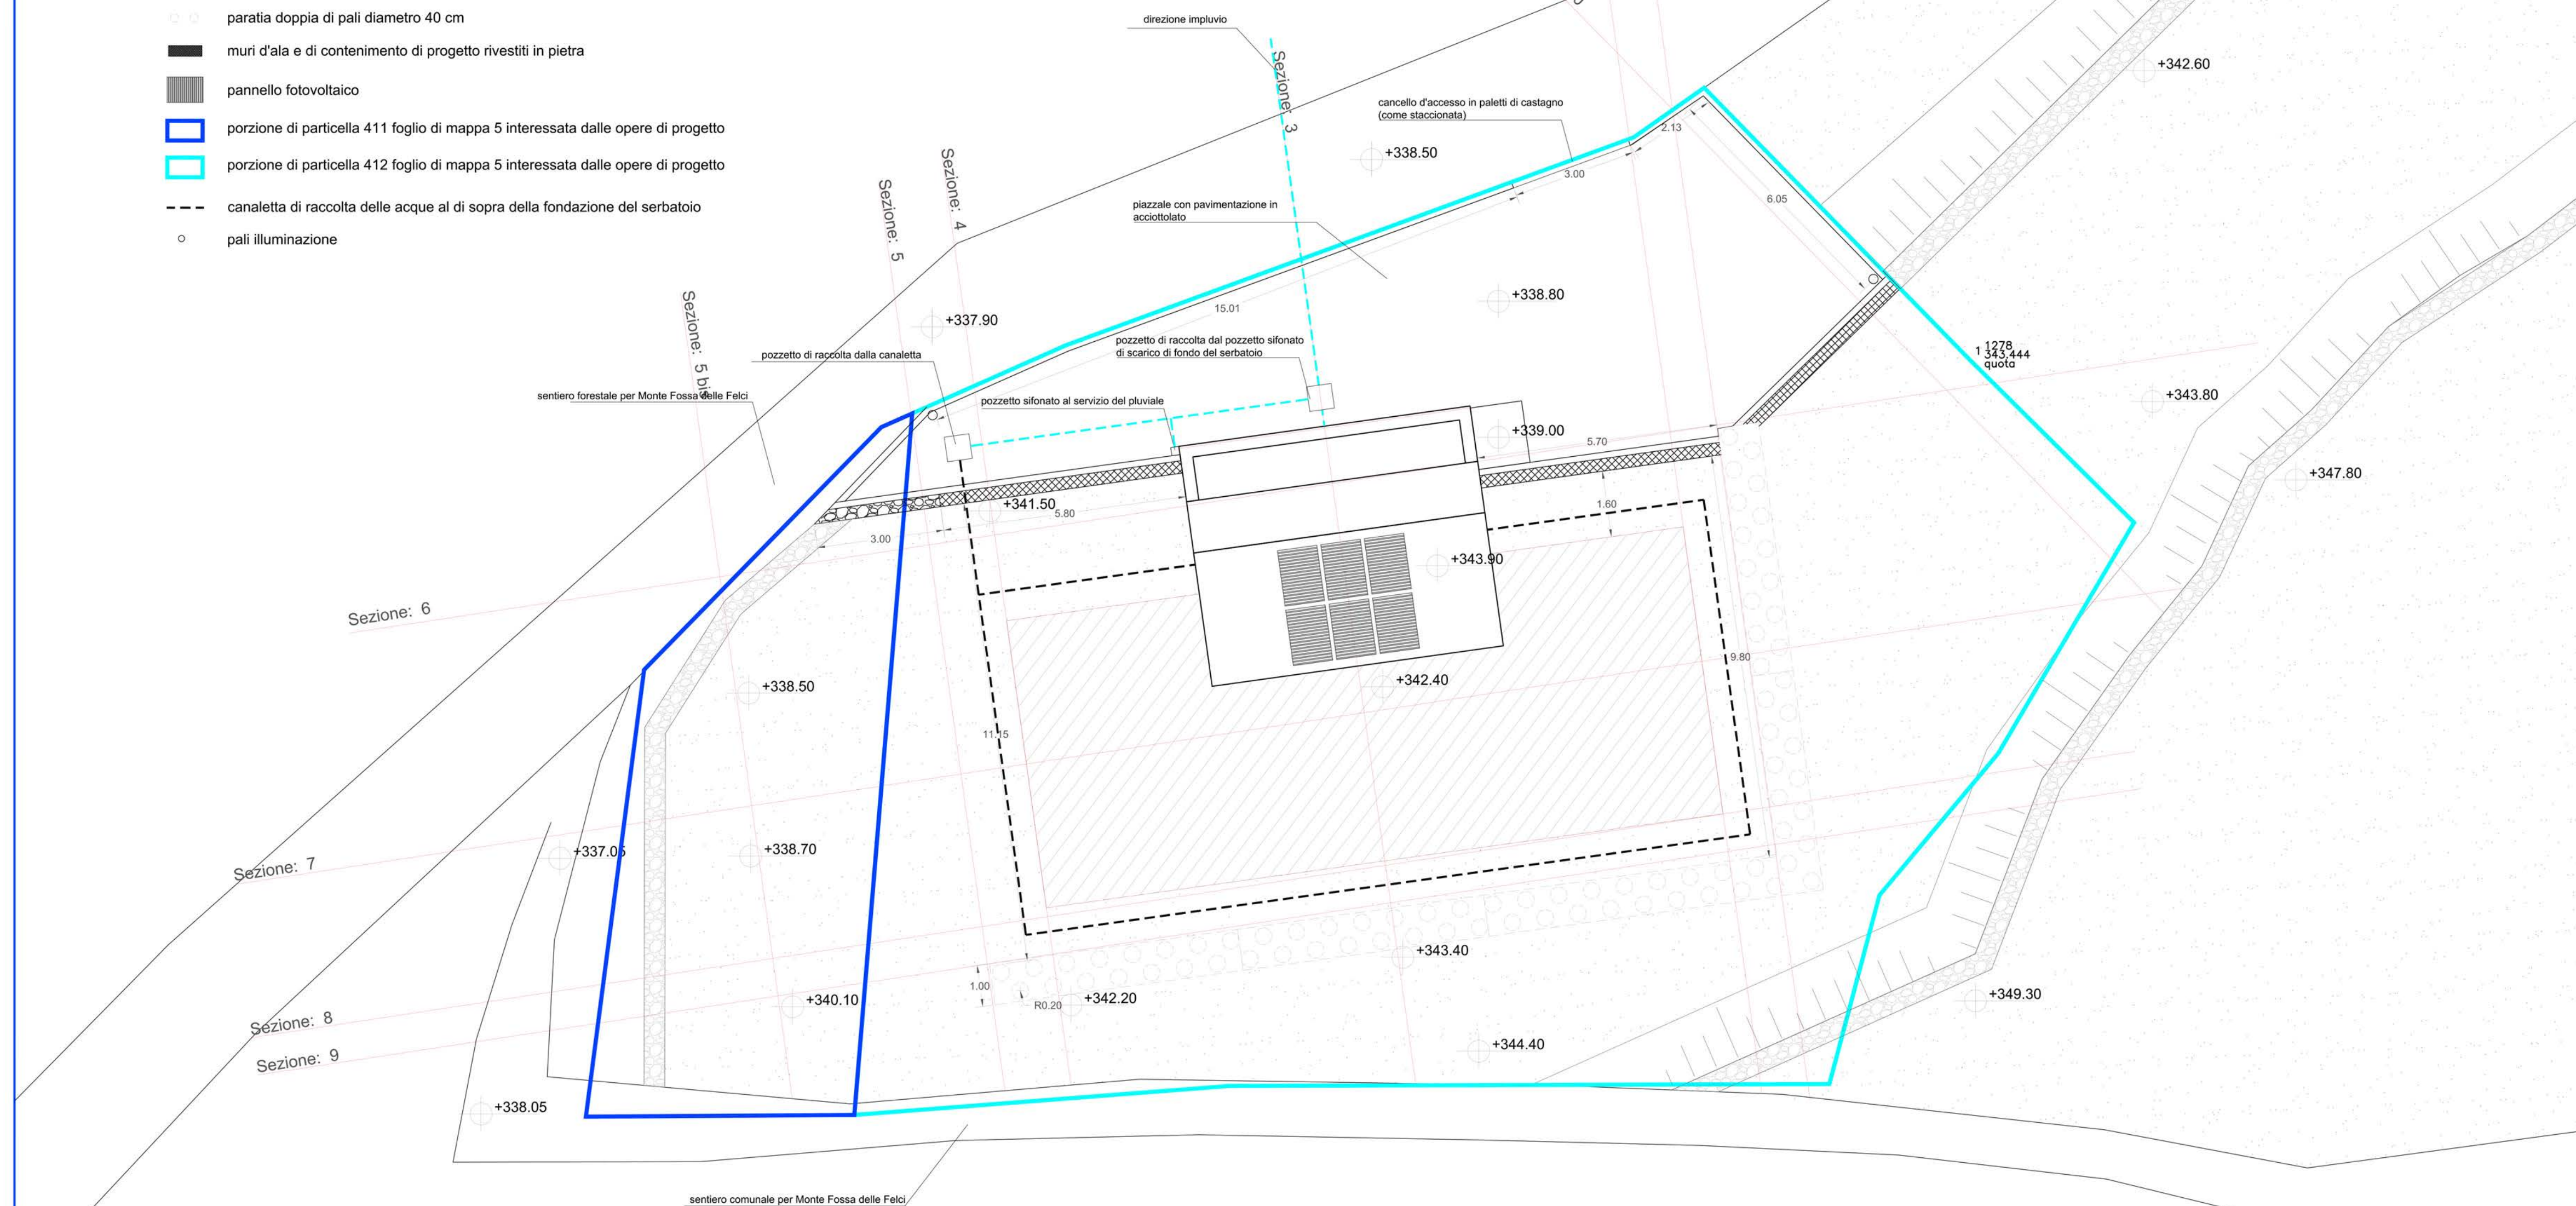 paratia doppia di pali diametro 40 cm
muri d'ala e di contenimento di progetto rivestiti in pietra
pannello fotovoltaico
porzione di particella 411 foglio di mappa 5 interessata dalle opere di progetto
porzione di particella 412 foglio di mappa 5 interessata dalle opere di progetto
canaletta di raccolta delle acque al di sopra della fondazione del serbatoio
pali illuminazione
direzione impluvio
Sezione: 3
cancello d'accesso in paletti di castagno
(come staccionata)
2.13
+342.60
+338.50
3.00
6.05
Sezione: 4
Sezione: 5
piazzale con pavimentazione in
acciottolato
+338.80
15.01
+337.90
Sezione: 5 bis
pozzetto di raccolta dalla canaletta
pozzetto di raccolta dal pozzetto sifonato
di scarico di fondo del serbatoio
1 1278
343.444
quota
sentiero forestale per Monte Fossa delle Felci
pozzetto sifonato al servizio del pluviale
+343.80
+339.00
5.70
+347.80
+341.50
5.80
1.60
3.00
+343.90
Sezione: 6
+338.50
+342.40
9.80
11.15
+337.05
+338.70
Sezione: 7
+343.40
1.00
R0.20
+342.20
+340.10
+349.30
Sezione: 8
+344.40
Sezione: 9
+338.05
sentiero comunale per Monte Fossa delle Felci